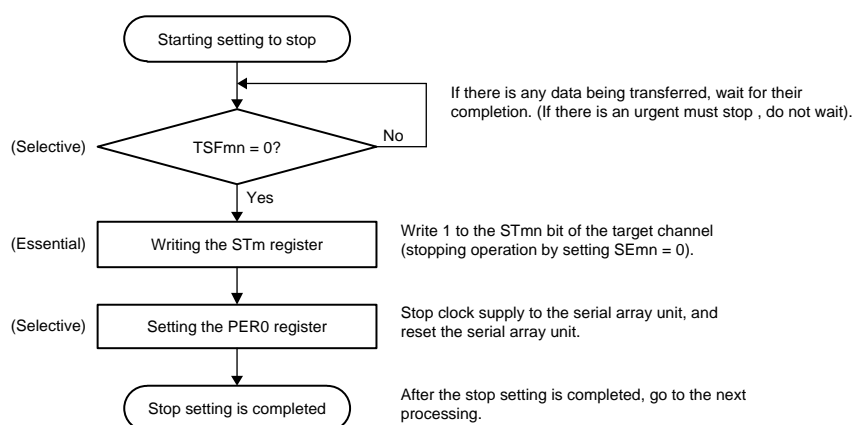 Starting setting to stop
If there is any data being transferred, wait for their
completion. (If there is an urgent must stop , do not wait).
(Selective)
TSFmn = 0?
No
Yes
(Essential)
Writing the STm register
Write 1 to the STmn bit of the target channel
(stopping operation by setting SEmn = 0).
(Selective)
Setting the PER0 register
Stop clock supply to the serial array unit, and
reset the serial array unit.
Stop setting is completed
After the stop setting is completed, go to the next
processing.